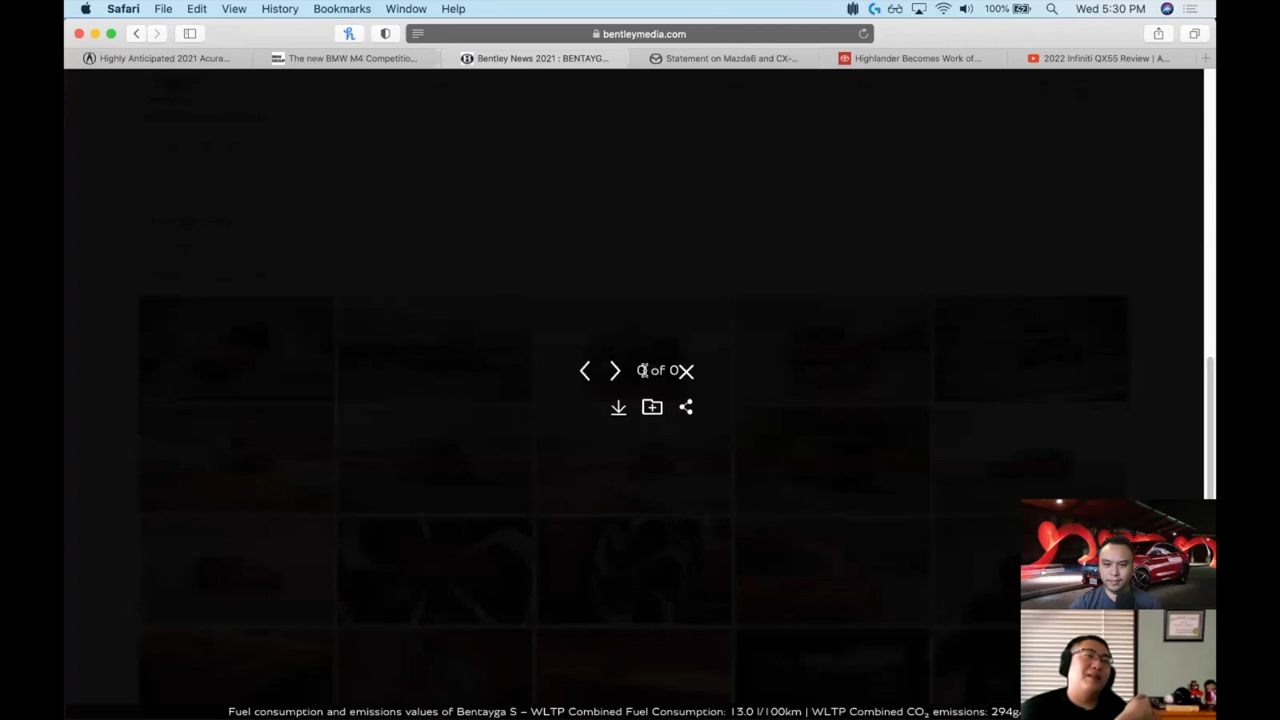 Safari File Edit View History Bookmarks Window Help 100% Wed 5:30 PM
bentleymedia.com
Highly Anticipated 2021 Acura... The new BMW M4 Competitio... Bentley News 2021 : BENTAYG... Statement on Mazda6 and CX-... Highlander Becomes Work of... 2022 Infiniti QX55 Review | A...
of 0
Fuel consumption and emissions values of Bentayga S – WLTP Combined Fuel Consumption: 13.0 l/100km | WLTP Combined CO₂ emissions: 294g